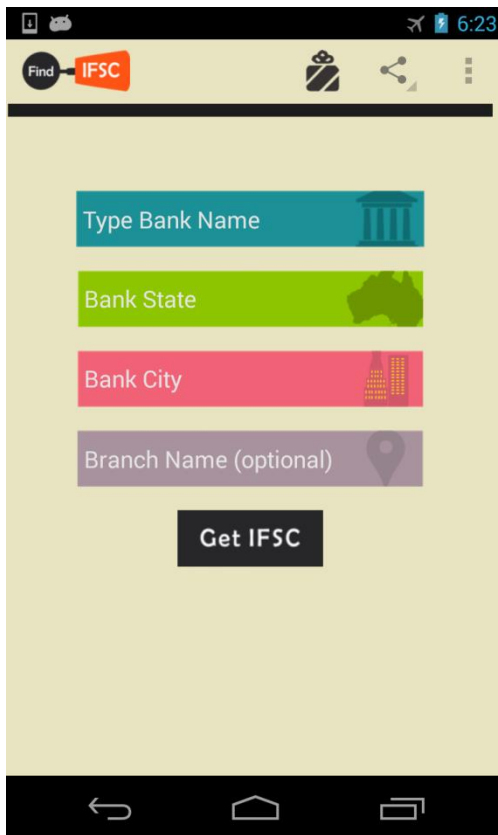 6:23
Find IFSC
Type Bank Name
Bank State
Bank City
Branch Name (optional)
Get IFSC